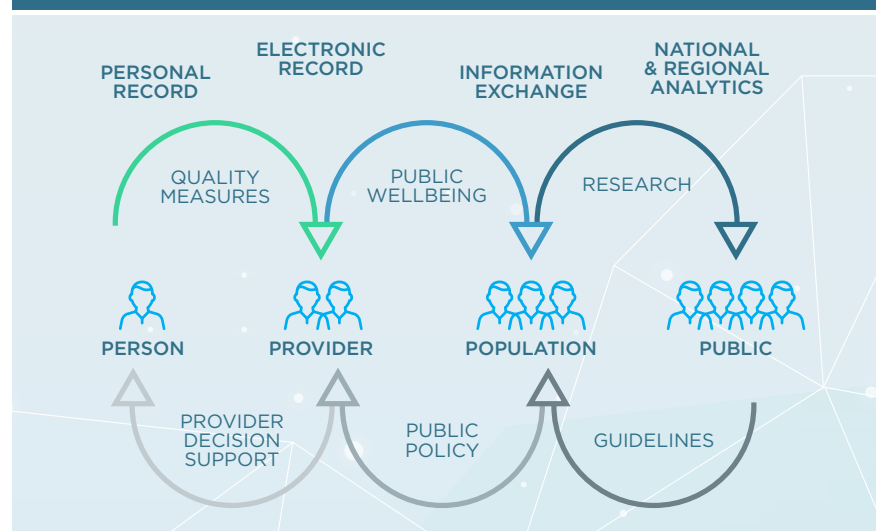 PERSONAL
RECORD
ELECTRONIC
RECORD
INFORMATION
EXCHANGE
NATIONAL
& REGIONAL
ANALYTICS
QUALITY
MEASURES
PUBLIC
WELLBEING
RESEARCH
PERSON
PROVIDER
POPULATION
PUBLIC
PROVIDER
DECISION
SUPPORT
PUBLIC
POLICY
GUIDELINES